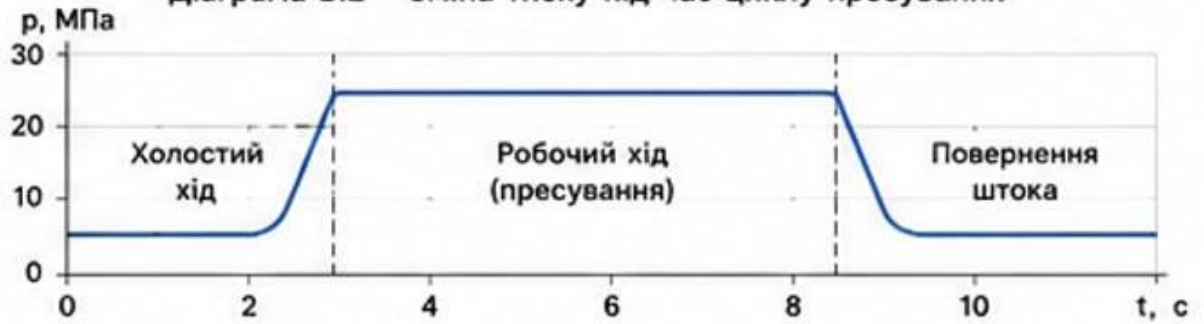 p, МПа
30
20
10
0
Холостий
хід
Робочий хід
(пресування)
Повернення
штока
0 2 4 6 8 10 t, с